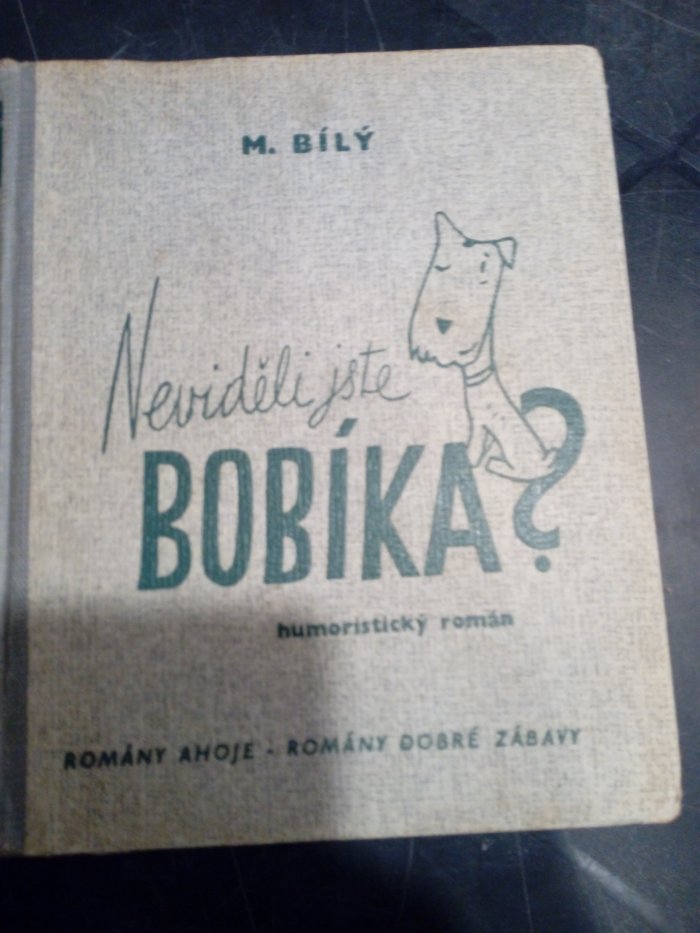 M. BÍLÝ
Neviděli jste
BOBÍKA?
humoristický román
ROMÁNY AHOJE - ROMÁNY DOBRÉ ZÁBAVY